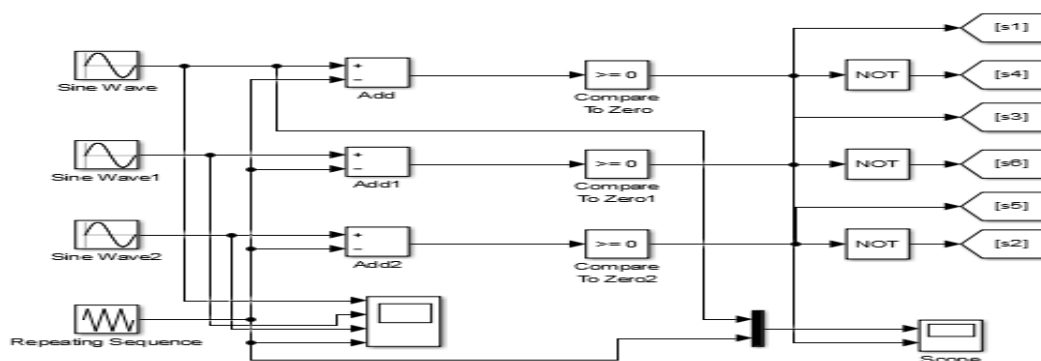 [s1]
Sine Wave
+
−
Add
>= 0
Compare
To Zero
NOT
[s4]
[s3]
Sine Wave1
+
−
Add1
>= 0
Compare
To Zero1
NOT
[s6]
[s5]
Sine Wave2
+
−
Add2
>= 0
Compare
To Zero2
NOT
[s2]
Repeating Sequence
Scope